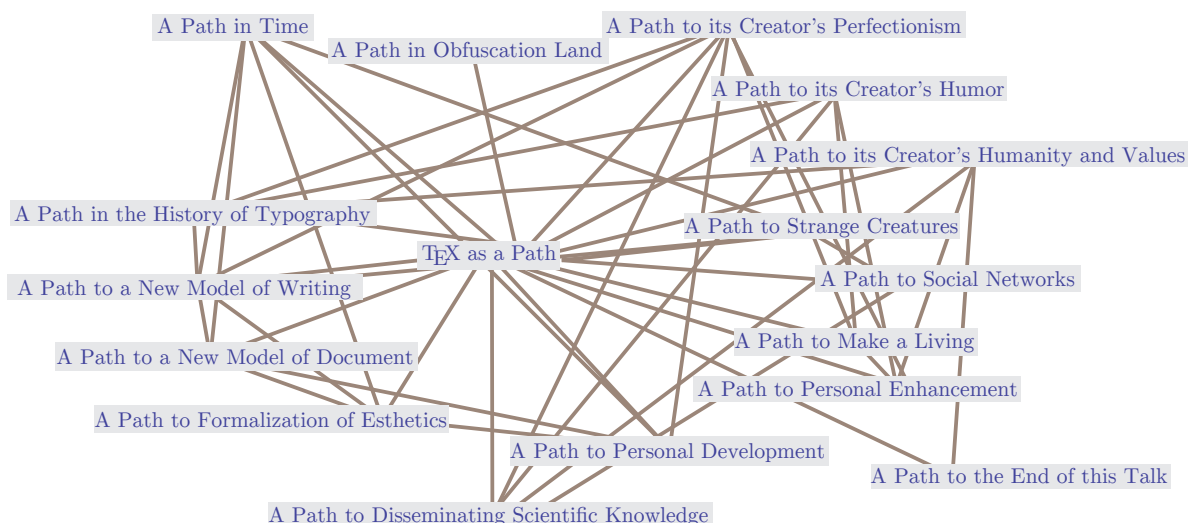 A Path in Time
A Path to its Creator's Perfectionism
A Path in Obfuscation Land
A Path to its Creator's Humor
A Path to its Creator's Humanity and Values
A Path in the History of Typography
A Path to Strange Creatures
TEX as a Path
A Path to Social Networks
A Path to a New Model of Writing
A Path to Make a Living
A Path to a New Model of Document
A Path to Personal Enhancement
A Path to Formalization of Esthetics
A Path to Personal Development
A Path to the End of this Talk
A Path to Disseminating Scientific Knowledge